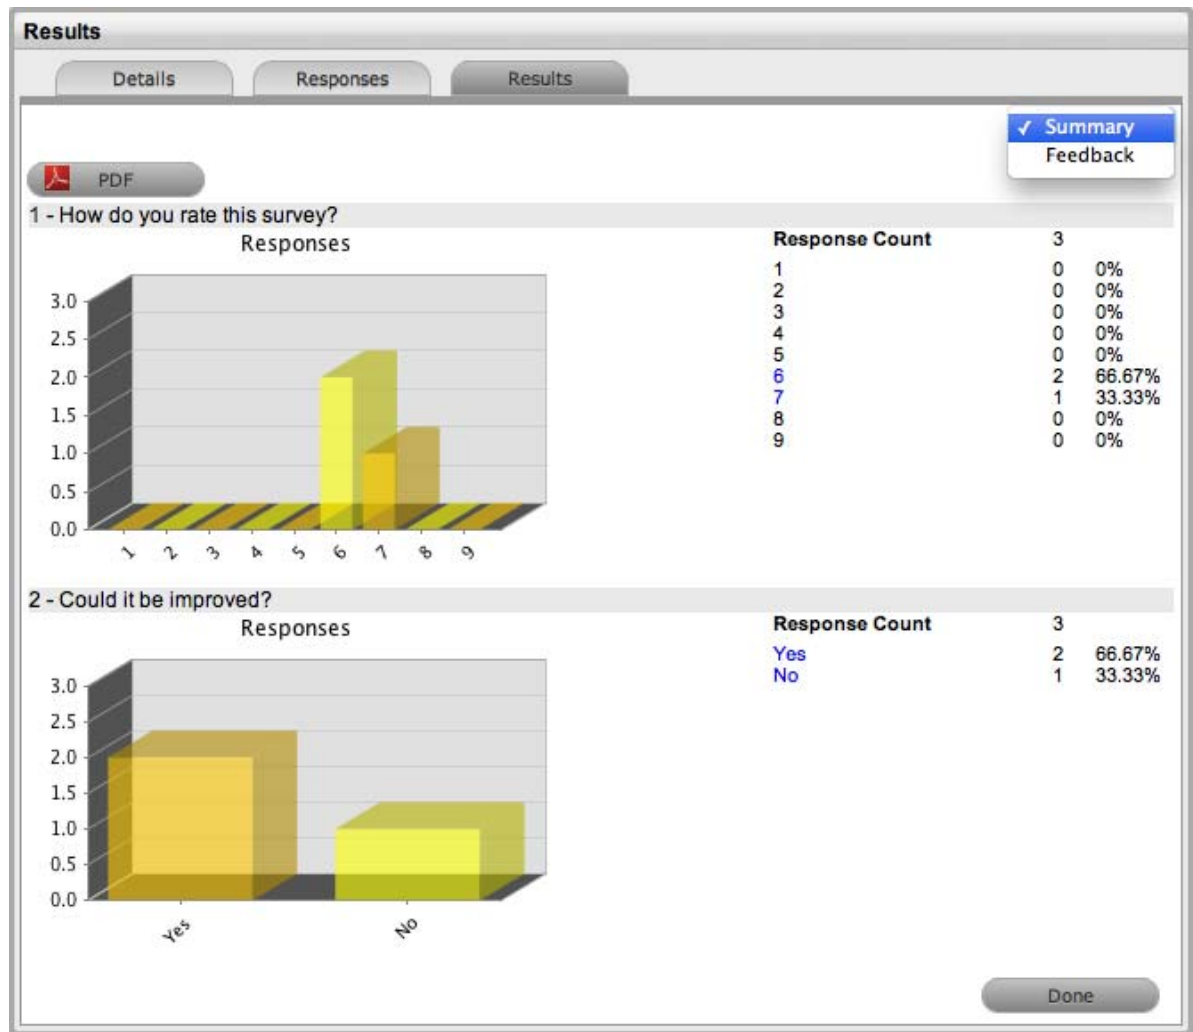 Results
Details Responses Results
✓ Summary
Feedback
PDF
1 - How do you rate this survey?
Responses
3.0
2.5
2.0
1.5
1.0
0.5
0.0
1 2 3 4 5 6 7 8 9
Response Count 3
1 0 0%
2 0 0%
3 0 0%
4 0 0%
5 0 0%
6 2 66.67%
7 1 33.33%
8 0 0%
9 0 0%
2 - Could it be improved?
Responses
3.0
2.5
2.0
1.5
1.0
0.5
0.0
Yes No
Response Count 3
Yes 2 66.67%
No 1 33.33%
Done